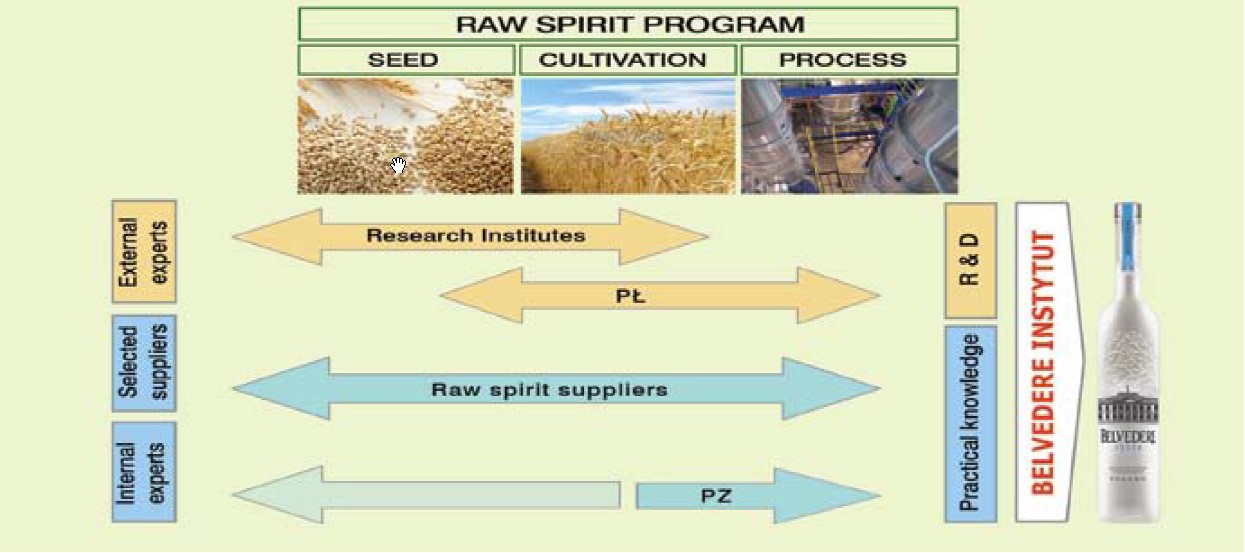 RAW SPIRIT PROGRAM
SEED
CULTIVATION
PROCESS
External
experts
Research Institutes
PŁ
R & D
Selected
suppliers
Raw spirit suppliers
Internal
experts
PZ
Practical knowledge
BELVEDERE INSTYTUT
BELVEDERE